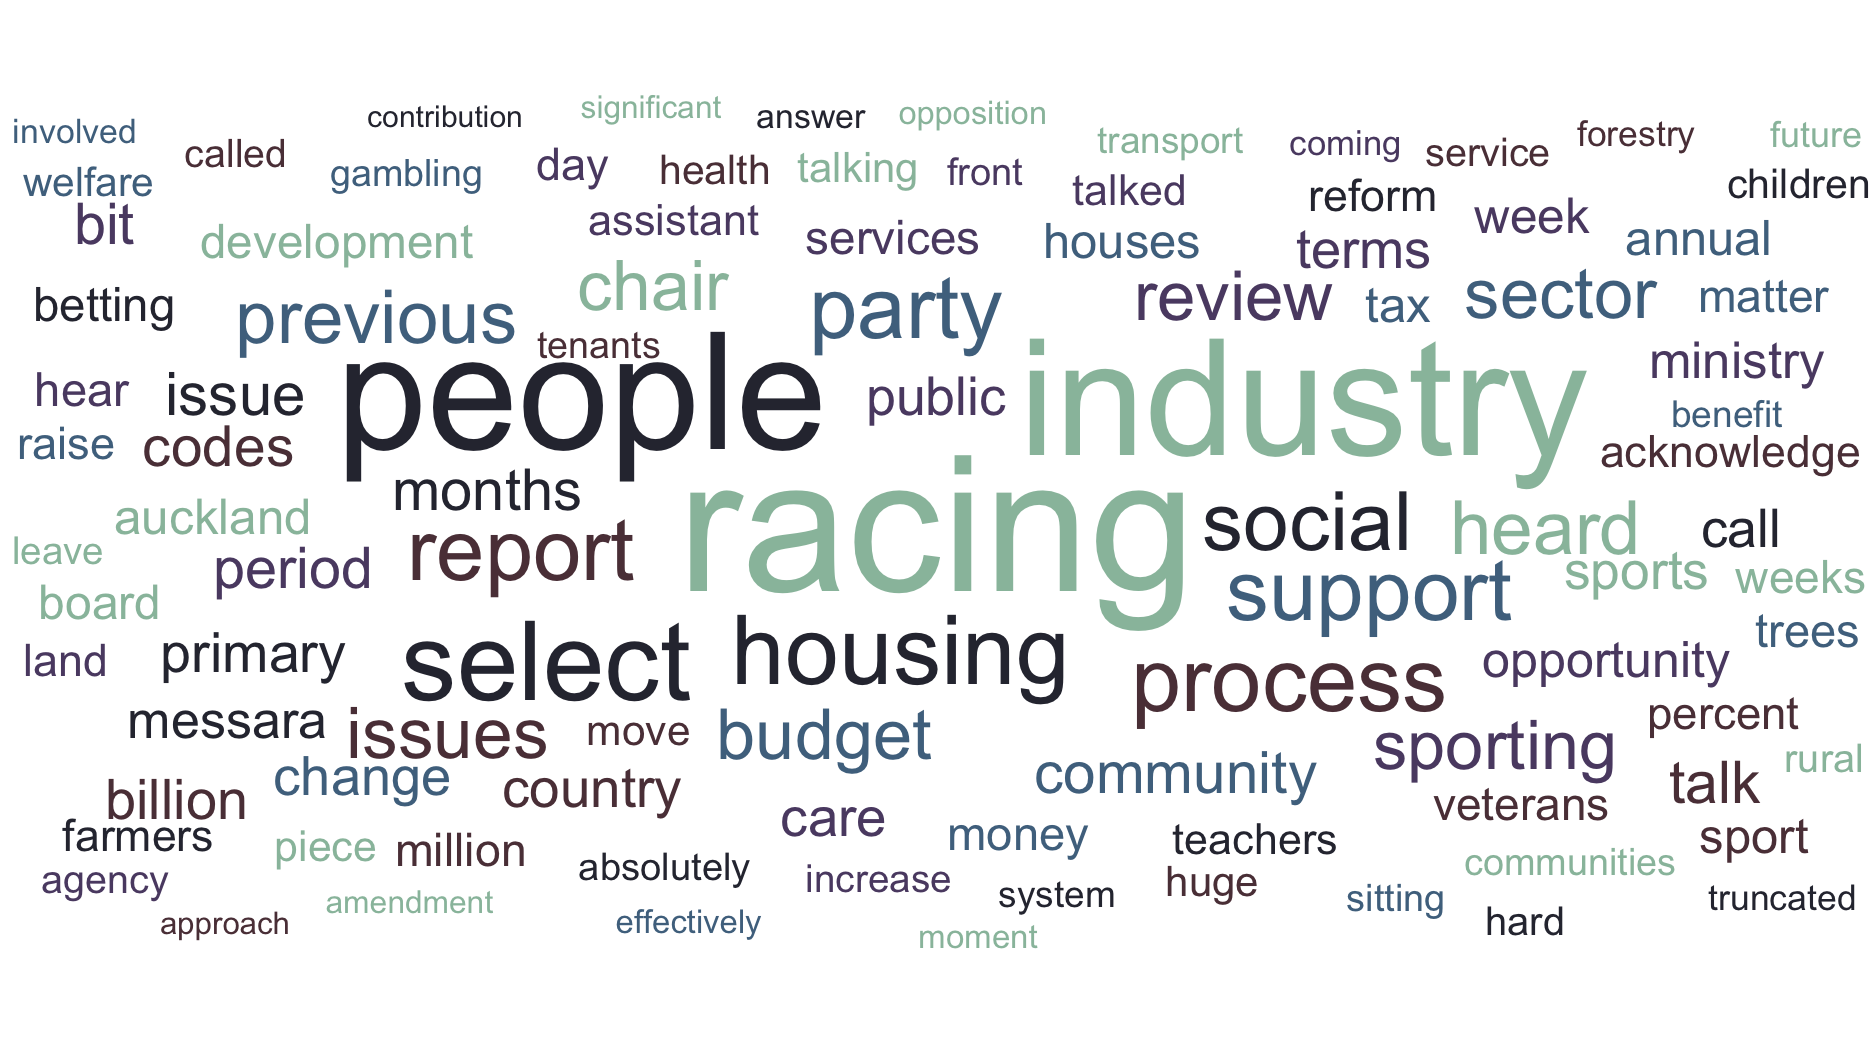 contribution
significant
answer
opposition
involved
called
transport
coming
service
forestry
future
welfare
gambling
day
health
talking
front
talked
reform
children
bit
development
assistant
services
houses
terms
week
annual
betting
previous
chair
party
review
tax
sector
matter
tenants
hear
issue
people
public
industry
ministry
benefit
raise
codes
acknowledge
months
racing
auckland
report
social
heard
call
leave
period
board
support
sports
weeks
land
primary
select
housing
process
opportunity
trees
messara
issues
move
budget
sporting
percent
billion
change
country
community
talk
rural
farmers
piece
million
care
money
teachers
veterans
sport
agency
absolutely
increase
system
huge
communities
sitting
truncated
approach
amendment
effectively
moment
hard